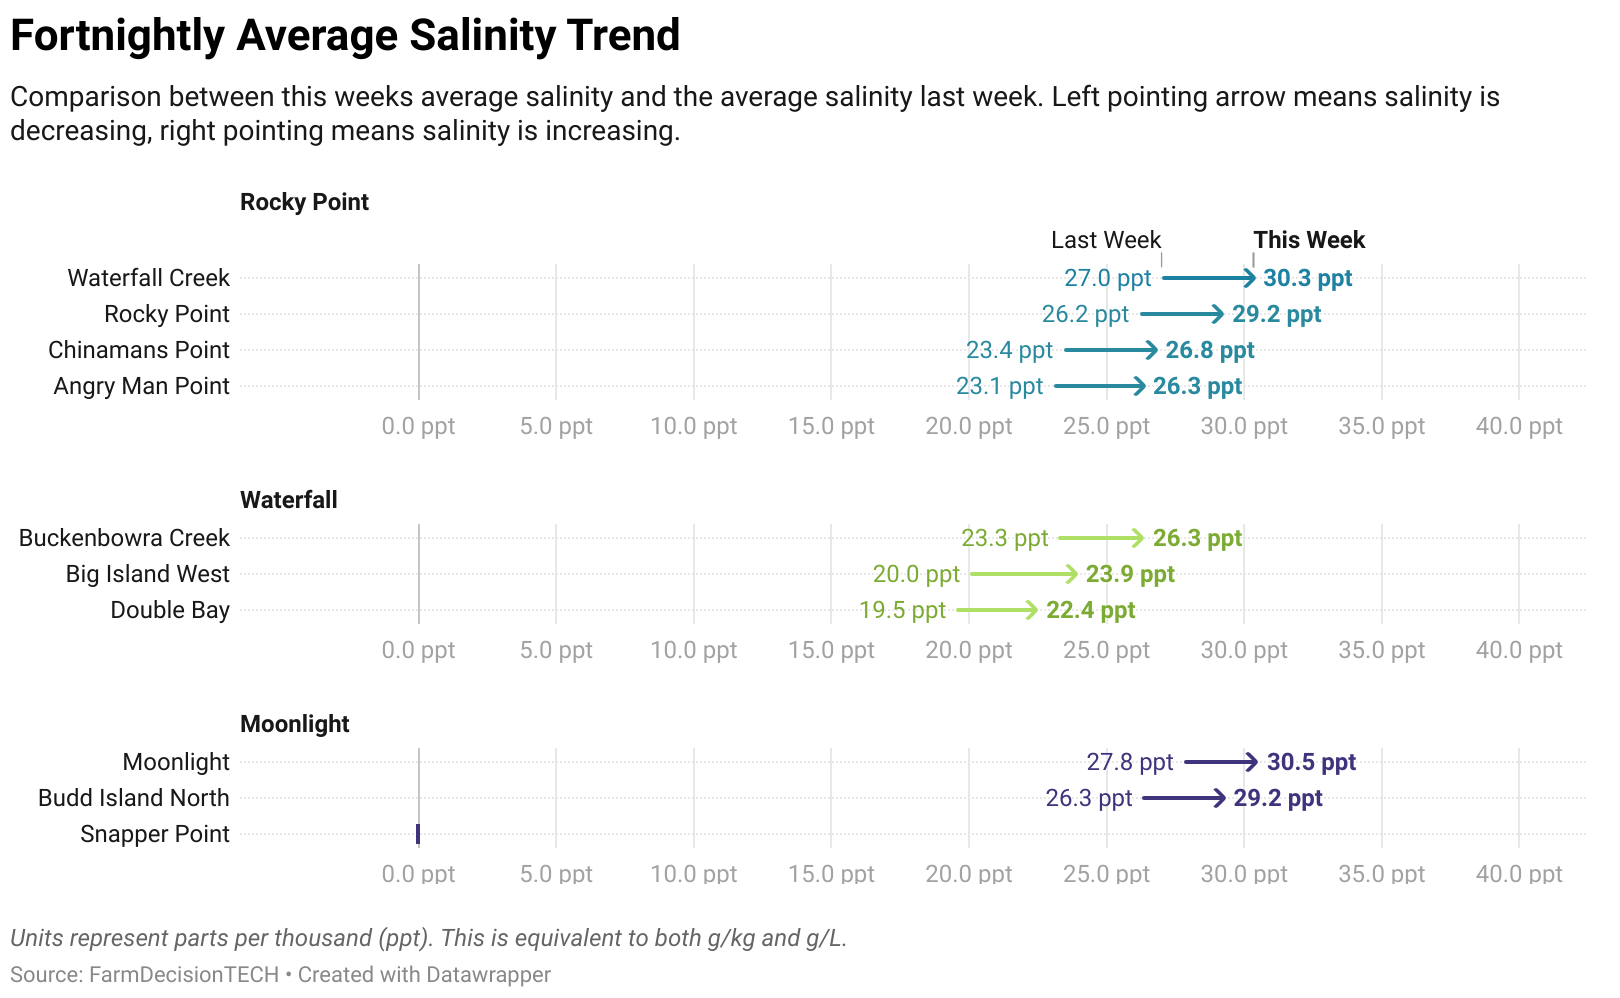 Fortnightly Average Salinity Trend
Comparison between this weeks average salinity and the average salinity last week. Left pointing arrow means salinity is
decreasing, right pointing means salinity is increasing.
Rocky Point
Last Week This Week
Waterfall Creek 27.0 ppt 30.3 ppt
Rocky Point 26.2 ppt 29.2 ppt
Chinamans Point 23.4 ppt 26.8 ppt
Angry Man Point 23.1 ppt 26.3 ppt
0.0 ppt 5.0 ppt 10.0 ppt 15.0 ppt 20.0 ppt 25.0 ppt 30.0 ppt 35.0 ppt 40.0 ppt
Waterfall
Buckenbowra Creek 23.3 ppt 26.3 ppt
Big Island West 20.0 ppt 23.9 ppt
Double Bay 19.5 ppt 22.4 ppt
0.0 ppt 5.0 ppt 10.0 ppt 15.0 ppt 20.0 ppt 25.0 ppt 30.0 ppt 35.0 ppt 40.0 ppt
Moonlight
Moonlight 27.8 ppt 30.5 ppt
Budd Island North 26.3 ppt 29.2 ppt
Snapper Point
0.0 ppt 5.0 ppt 10.0 ppt 15.0 ppt 20.0 ppt 25.0 ppt 30.0 ppt 35.0 ppt 40.0 ppt
Units represent parts per thousand (ppt). This is equivalent to both g/kg and g/L.
Source: FarmDecisionTECH • Created with Datawrapper